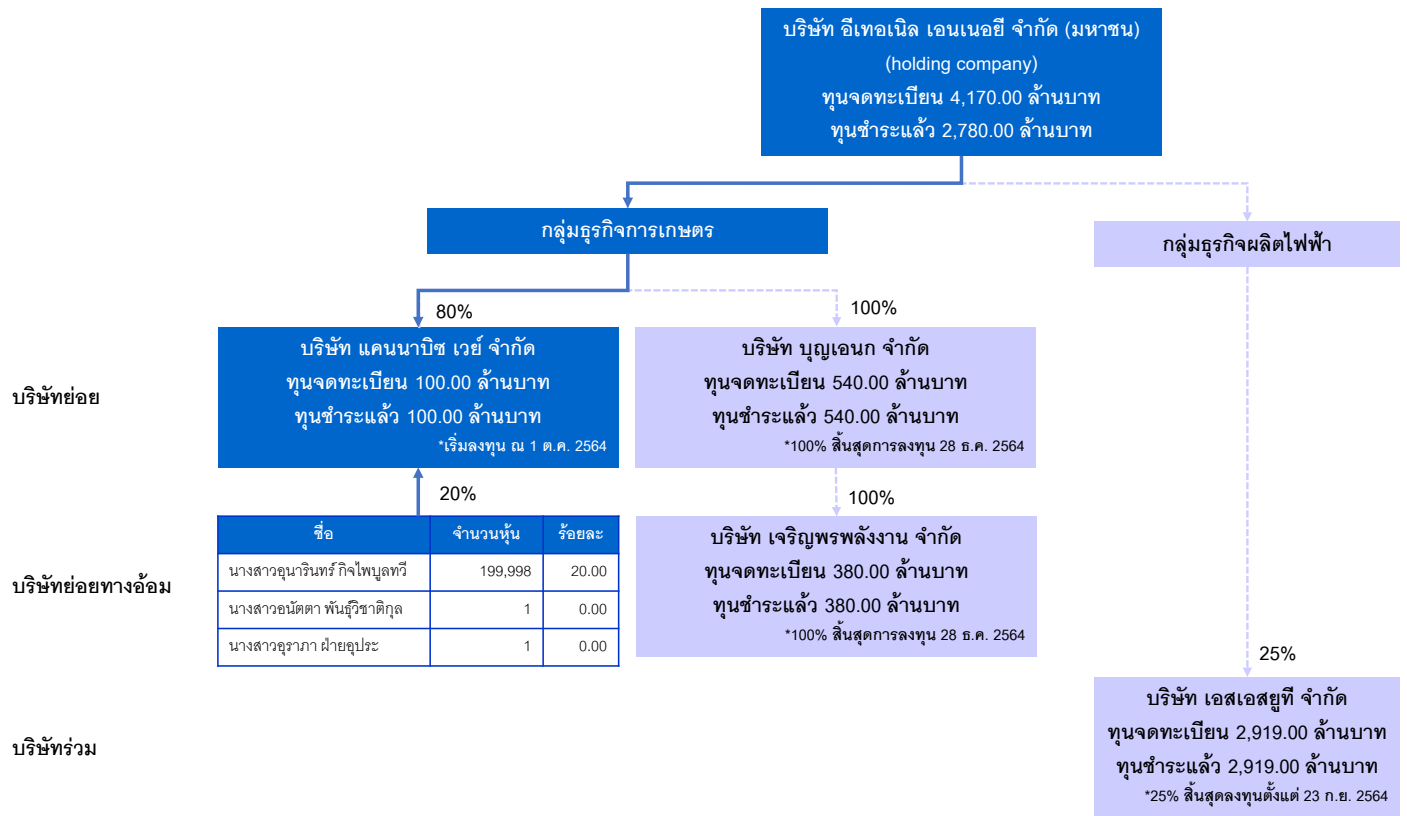 บริษัท อีเทอเนิล เอนเนอยี จำกัด (มหาชน)
(holding company)
ทุนจดทะเบียน 4,170.00 ล้านบาท
ทุนชำระแล้ว 2,780.00 ล้านบาท
กลุ่มธุรกิจการเกษตร
กลุ่มธุรกิจผลิตไฟฟ้า
80%
100%
บริษัทย่อย
บริษัท แคนนาบิซ เวย์ จำกัด
ทุนจดทะเบียน 100.00 ล้านบาท
ทุนชำระแล้ว 100.00 ล้านบาท
*เริ่มลงทุน ณ 1 ต.ค. 2564
บริษัท บุญเอนก จำกัด
ทุนจดทะเบียน 540.00 ล้านบาท
ทุนชำระแล้ว 540.00 ล้านบาท
*100% สิ้นสุดการลงทุน 28 ธ.ค. 2564
20%
100%
บริษัทย่อยทางอ้อม
ชื่อ จำนวนหุ้น ร้อยละ
นางสาวอุนารินทร์ กิจไพบูลทวี 199,998 20.00
นางสาวอนัตตา พันธุ์วิชาติกุล 1 0.00
นางสาวอุราภา ฝ่ายอุประ 1 0.00
บริษัท เจริญพรพลังงาน จำกัด
ทุนจดทะเบียน 380.00 ล้านบาท
ทุนชำระแล้ว 380.00 ล้านบาท
*100% สิ้นสุดการลงทุน 28 ธ.ค. 2564
25%
บริษัทร่วม
บริษัท เอสเอสยูที จำกัด
ทุนจดทะเบียน 2,919.00 ล้านบาท
ทุนชำระแล้ว 2,919.00 ล้านบาท
*25% สิ้นสุดลงทุนตั้งแต่ 23 ก.ย. 2564